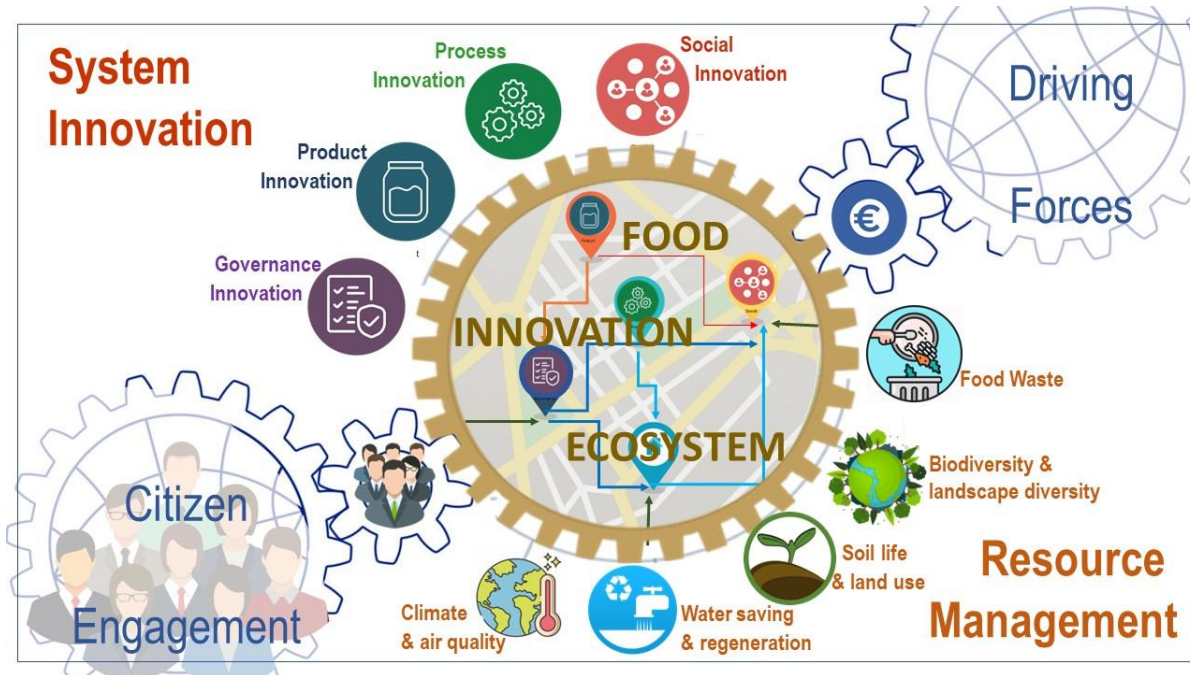 System
Innovation
Process
Innovation
Social
Innovation
Driving
Forces
Product
Innovation
Governance
Innovation
t
€
FOOD
INNOVATION
ECOSYSTEM
Food Waste
Biodiversity &
landscape diversity
Soil life
& land use
Resource
Management
Water saving
& regeneration
Climate
& air quality
Citizen
Engagement